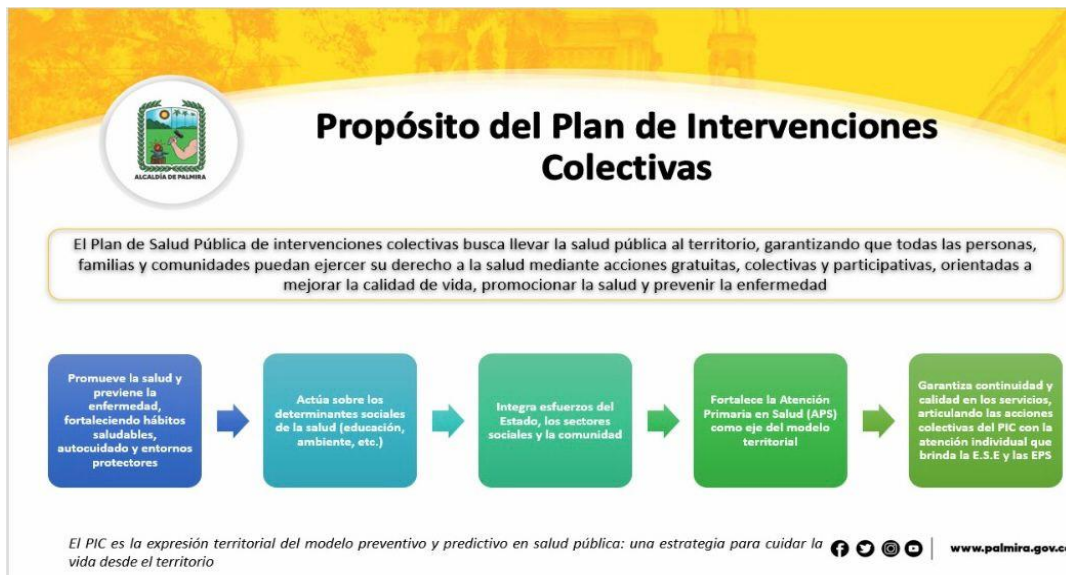 Propósito del Plan de Intervenciones
Colectivas
ALCALDÍA DE PALMIRA
El Plan de Salud Pública de intervenciones colectivas busca llevar la salud pública al territorio, garantizando que todas las personas,
familias y comunidades puedan ejercer su derecho a la salud mediante acciones gratuitas, colectivas y participativas, orientadas a
mejorar la calidad de vida, promocionar la salud y prevenir la enfermedad
Promueve la salud y
previene la
enfermedad,
fortaleciendo hábitos
saludables,
autocuidado y entornos
protectores
Actúa sobre los
determinantes sociales
de la salud (educación,
ambiente, etc.)
Integra esfuerzos del
Estado, los sectores
sociales y la comunidad
Fortalece la Atención
Primaria en Salud (APS)
como eje del modelo
territorial
Garantiza continuidad y
calidad en los servicios,
articulando las acciones
colectivas del PIC con la
atención individual que
brinda la E.S.E y las EPS
El PIC es la expresión territorial del modelo preventivo y predictivo en salud pública: una estrategia para cuidar la
vida desde el territorio
www.palmira.gov.co